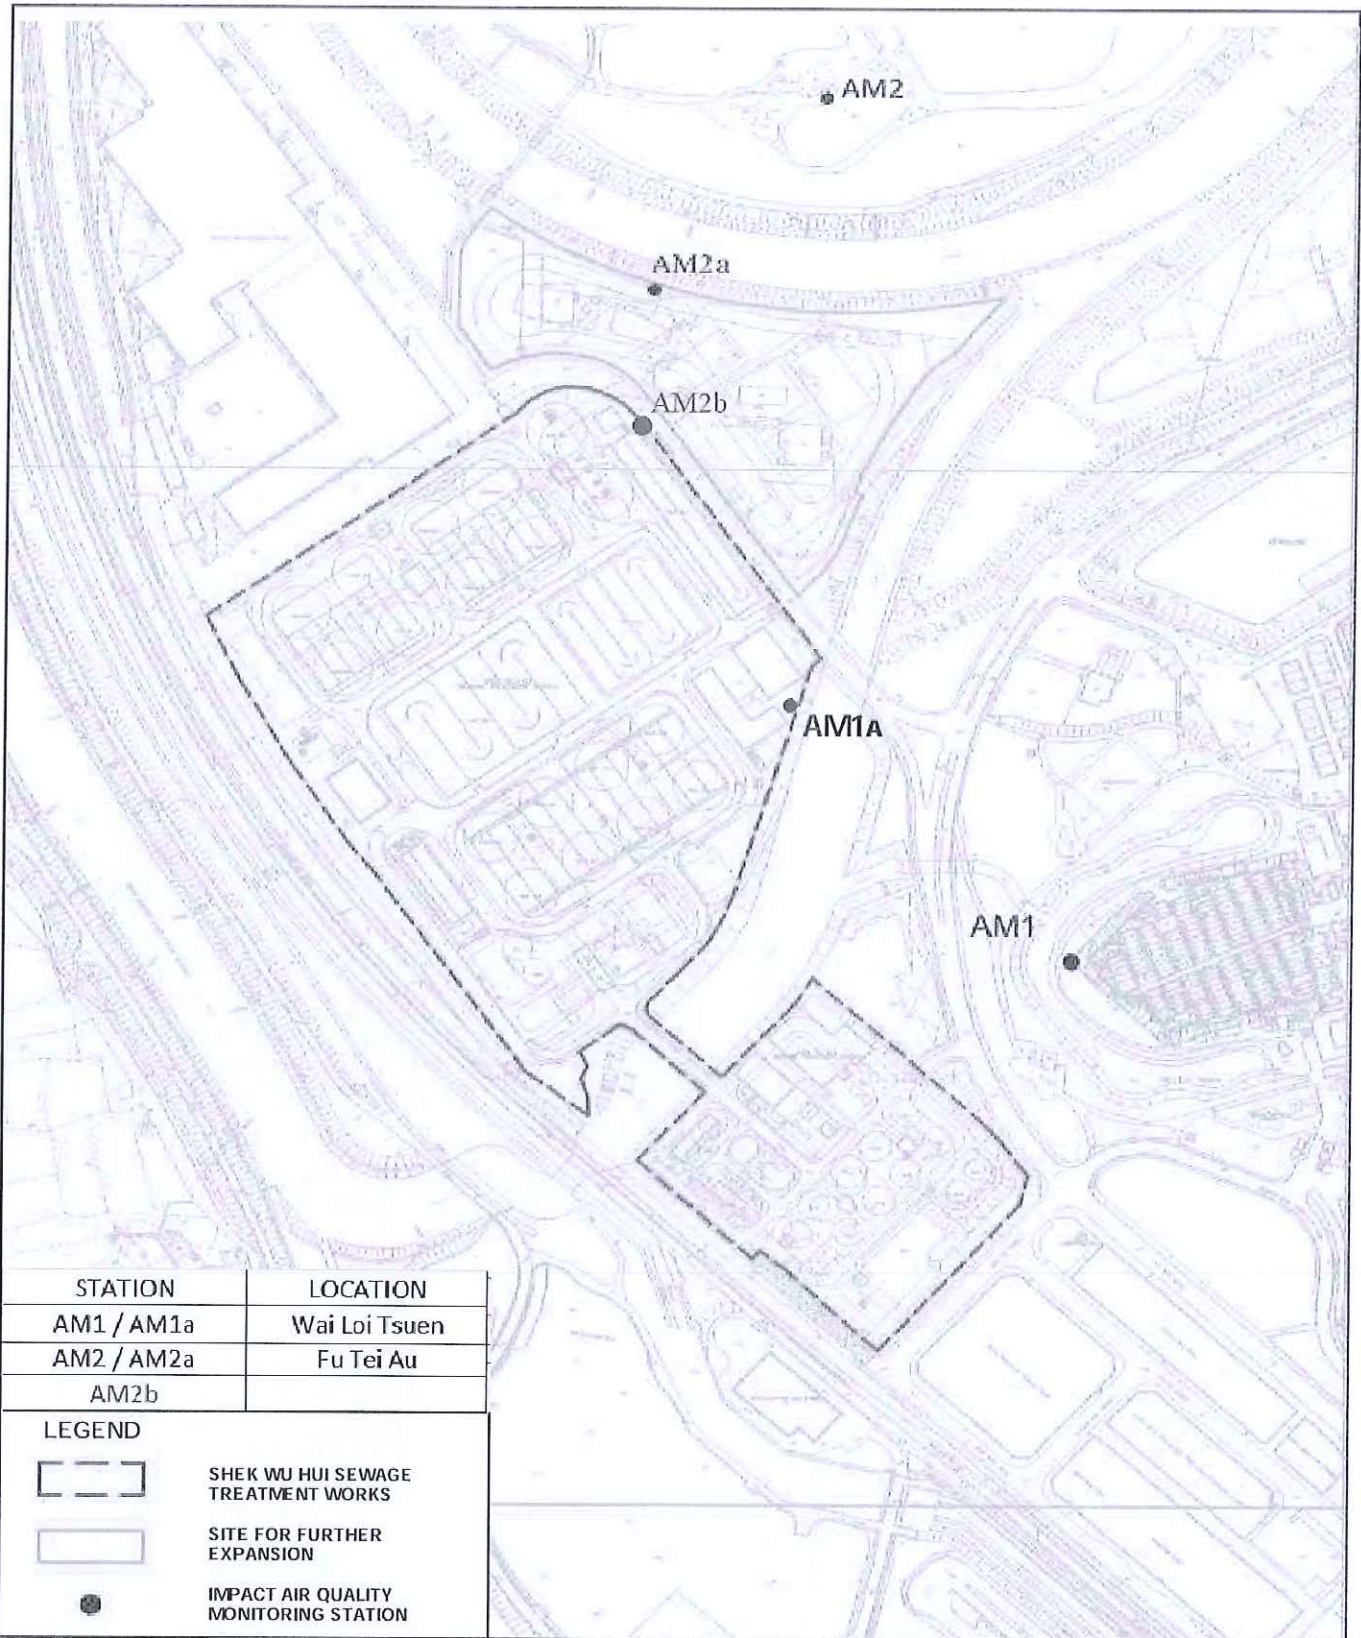 AM2
AM2a
AM2b
AM1A
AM1
STATION LOCATION
AM1 / AM1a Wai Loi Tsuen
AM2 / AM2a Fu Tei Au
AM2b
LEGEND
SHEK WU HUI SEWAGE
TREATMENT WORKS
SITE FOR FURTHER
EXPANSION
IMPACT AIR QUALITY
MONITORING STATION